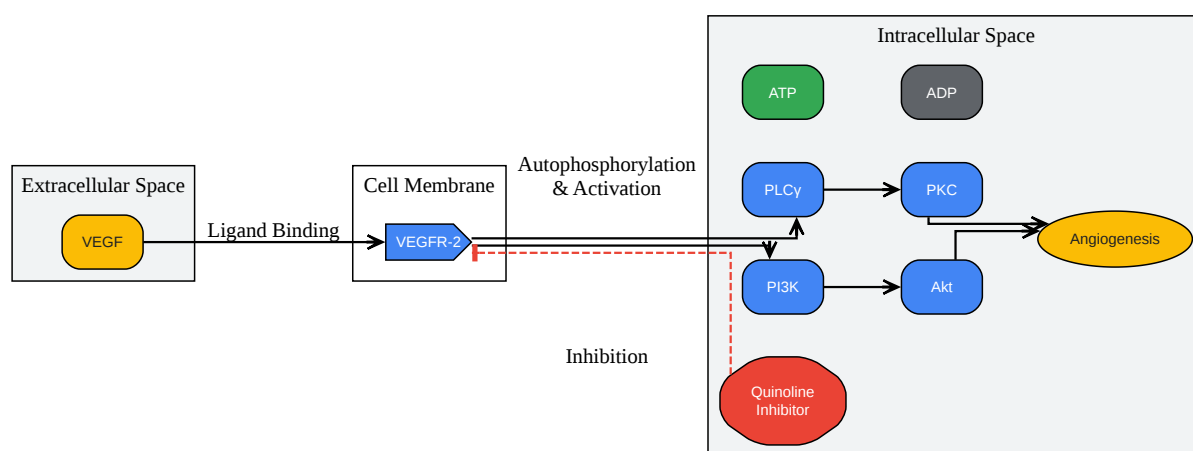 Intracellular Space
ATP
ADP
Autophosphorylation
& Activation
Extracellular Space
Cell Membrane
PLCγ
PKC
VEGF
Ligand Binding
VEGFR-2
Angiogenesis
PI3K
Akt
Inhibition
Quinoline
Inhibitor